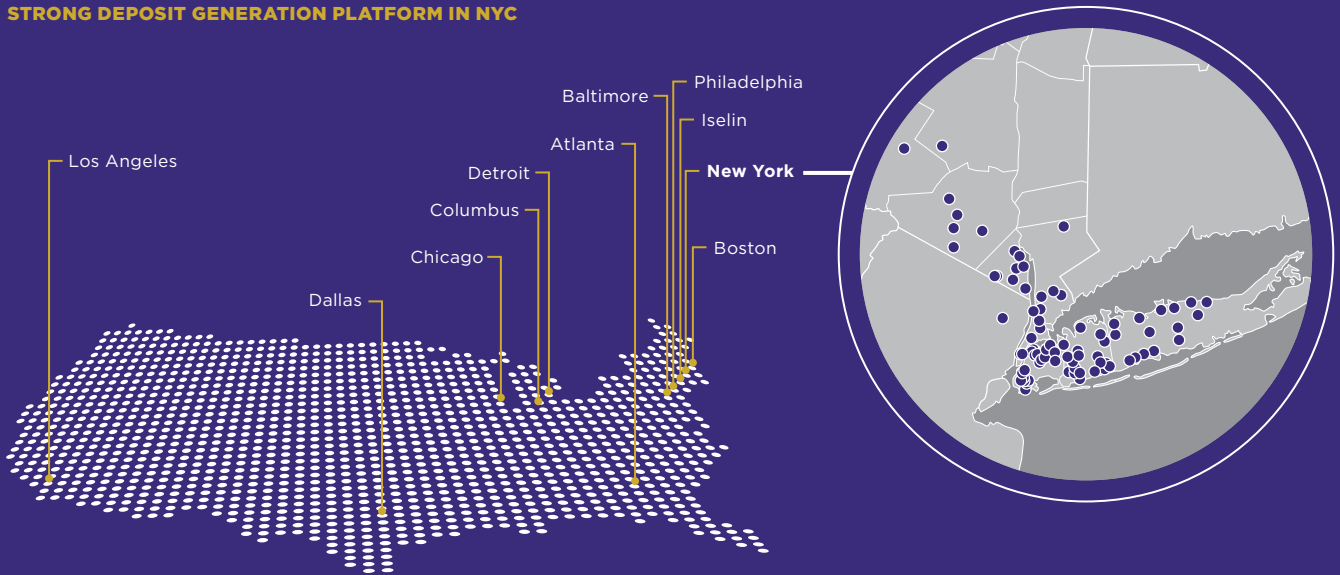 STRONG DEPOSIT GENERATION PLATFORM IN NYC
Philadelphia
Baltimore
Iselin
Atlanta
Los Angeles
New York
Detroit
Columbus
Boston
Chicago
Dallas